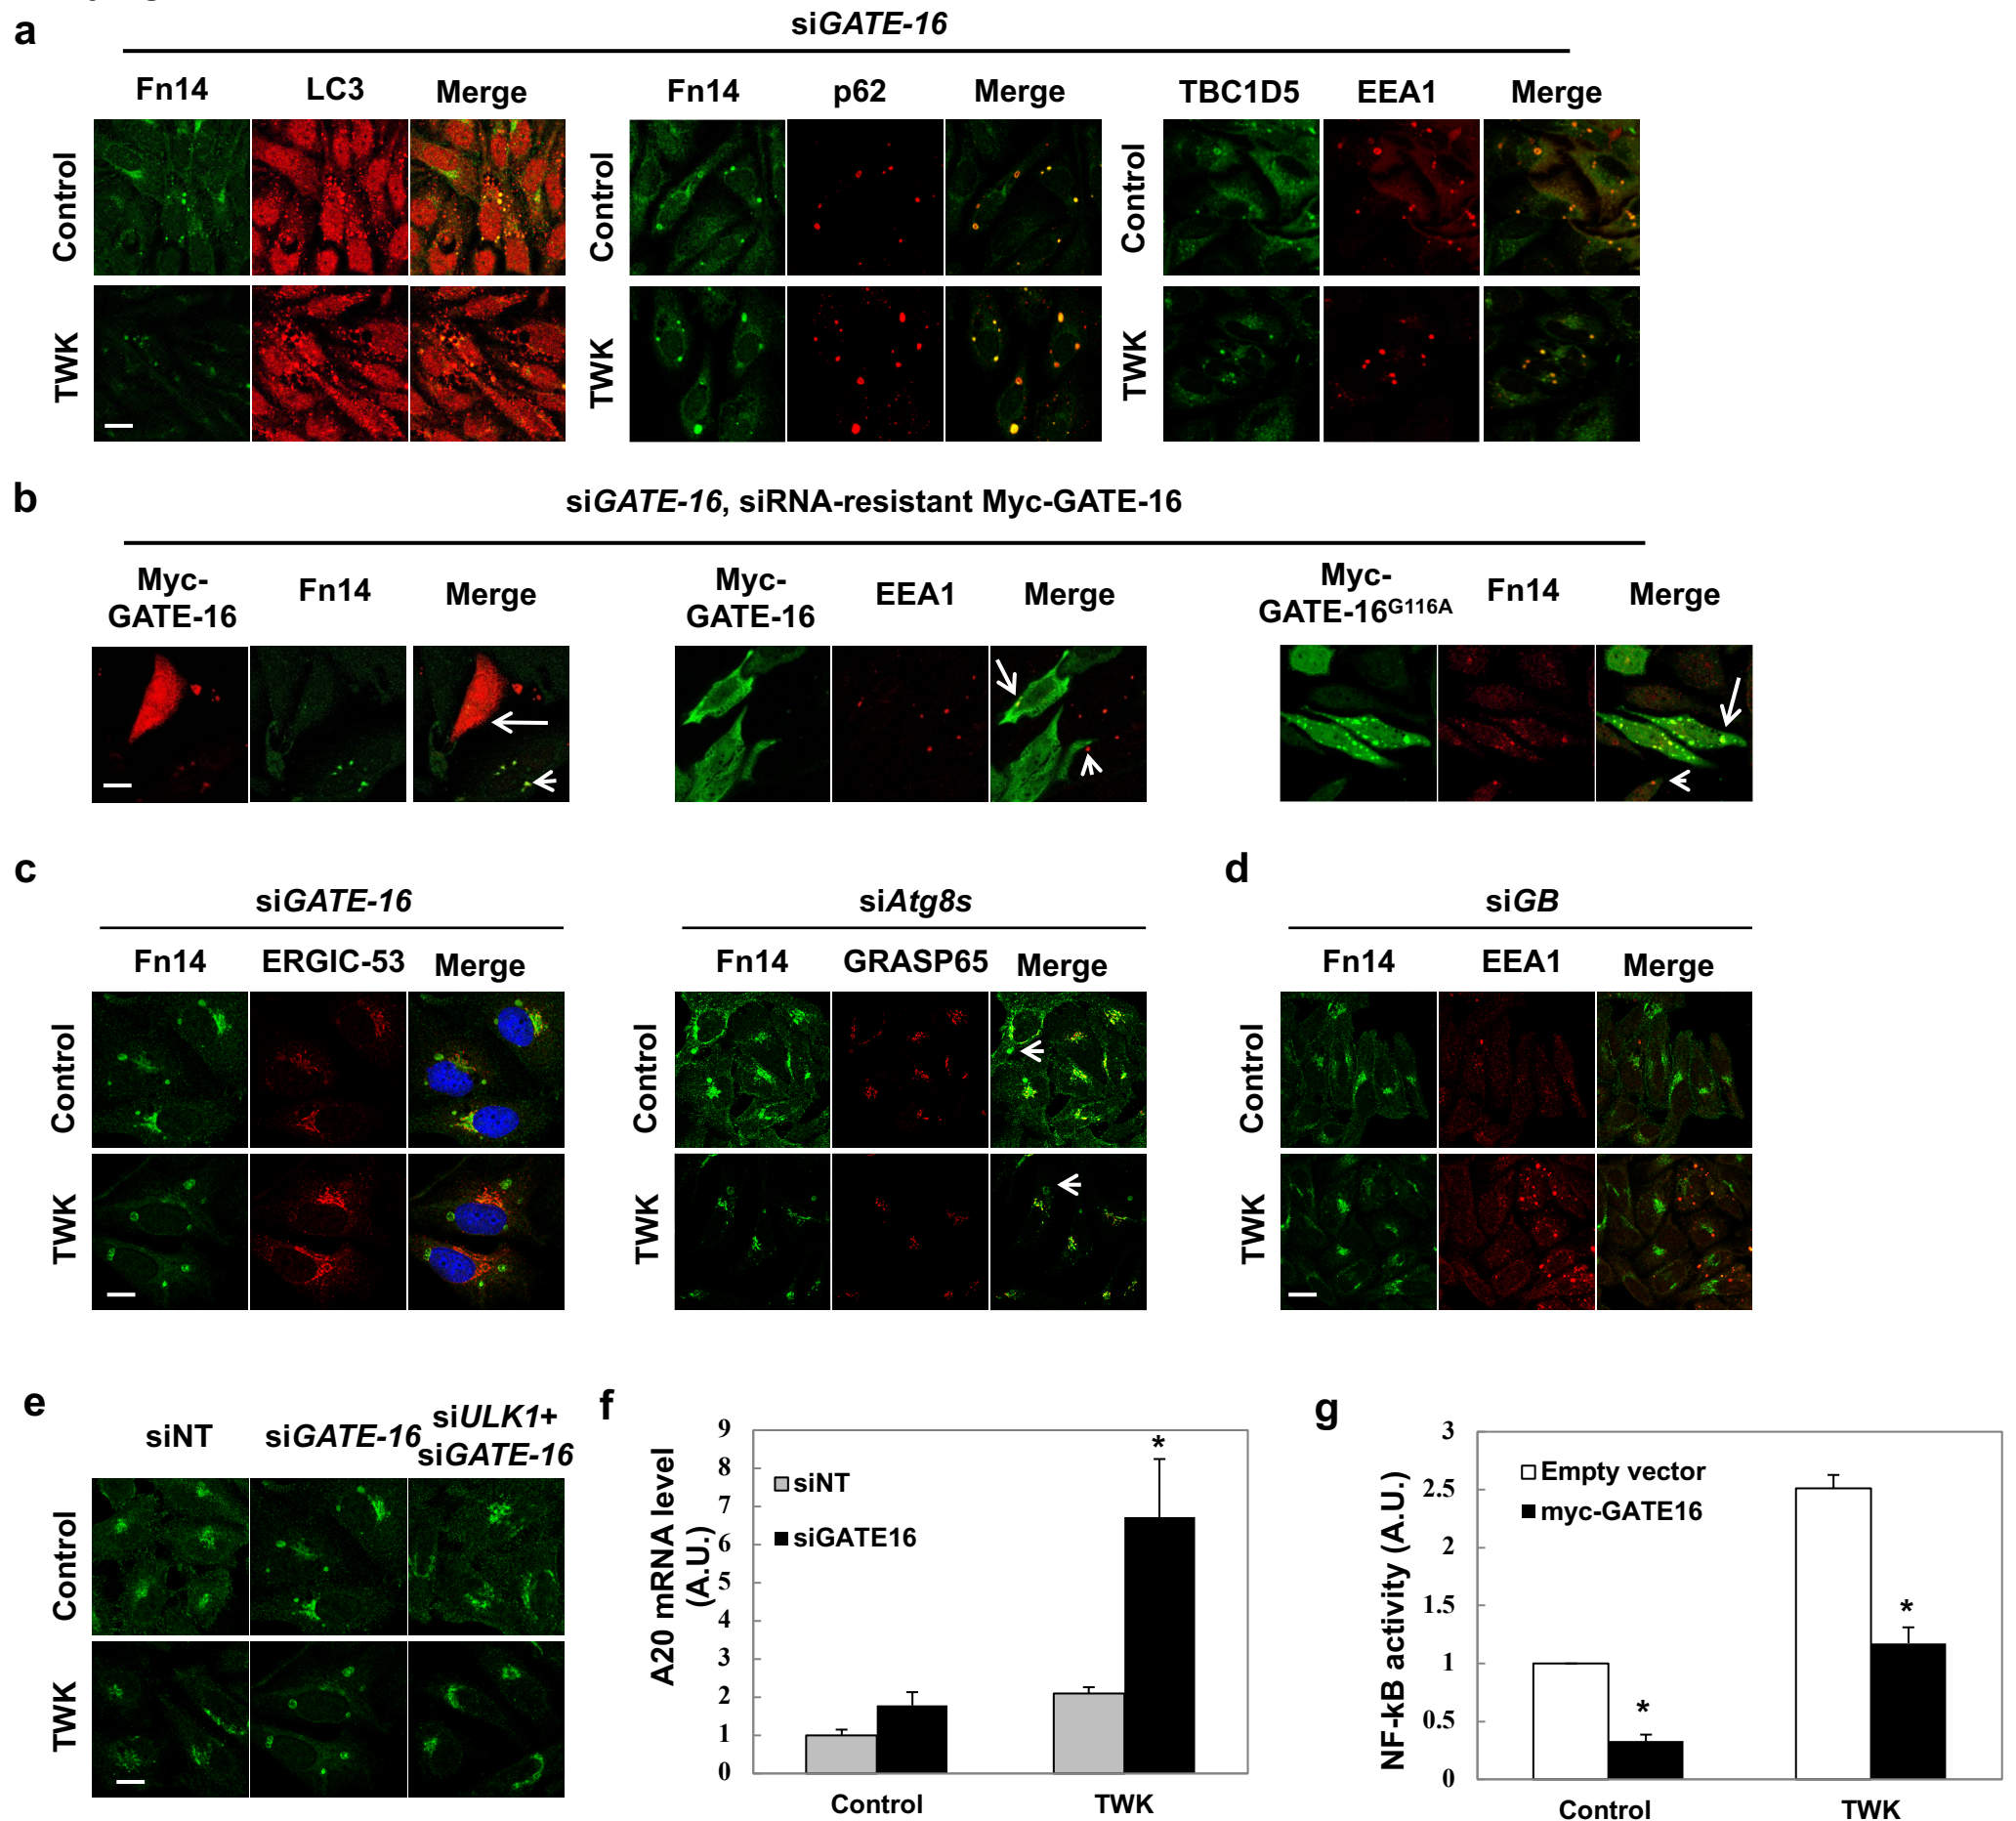 a
siGATE-16
Fn14 LC3 Merge Fn14 p62 Merge TBC1D5 EEA1 Merge
Control Control Control
TWK TWK TWK
b
siGATE-16, siRNA-resistant Myc-GATE-16
Myc-
GATE-16 Fn14 Merge
Myc-
GATE-16 EEA1 Merge
Myc-
GATE-16G116A Fn14 Merge
c
siGATE-16
Fn14 ERGIC-53 Merge
Control
TWK
siAtg8s
Fn14 GRASP65 Merge
Control
TWK
d
siGB
Fn14 EEA1 Merge
Control
TWK
e
siNT siGATE-16 siULK1+
siGATE-16
Control
TWK
f
A20 mRNA level
(A.U.)
9
8
7
6
5
4
3
2
1
0
siNT
siGATE16
*
Control TWK
g
NF-kB activity (A.U.)
3
2.5
2
1.5
1
0.5
0
Empty vector
myc-GATE16
*
*
Control TWK